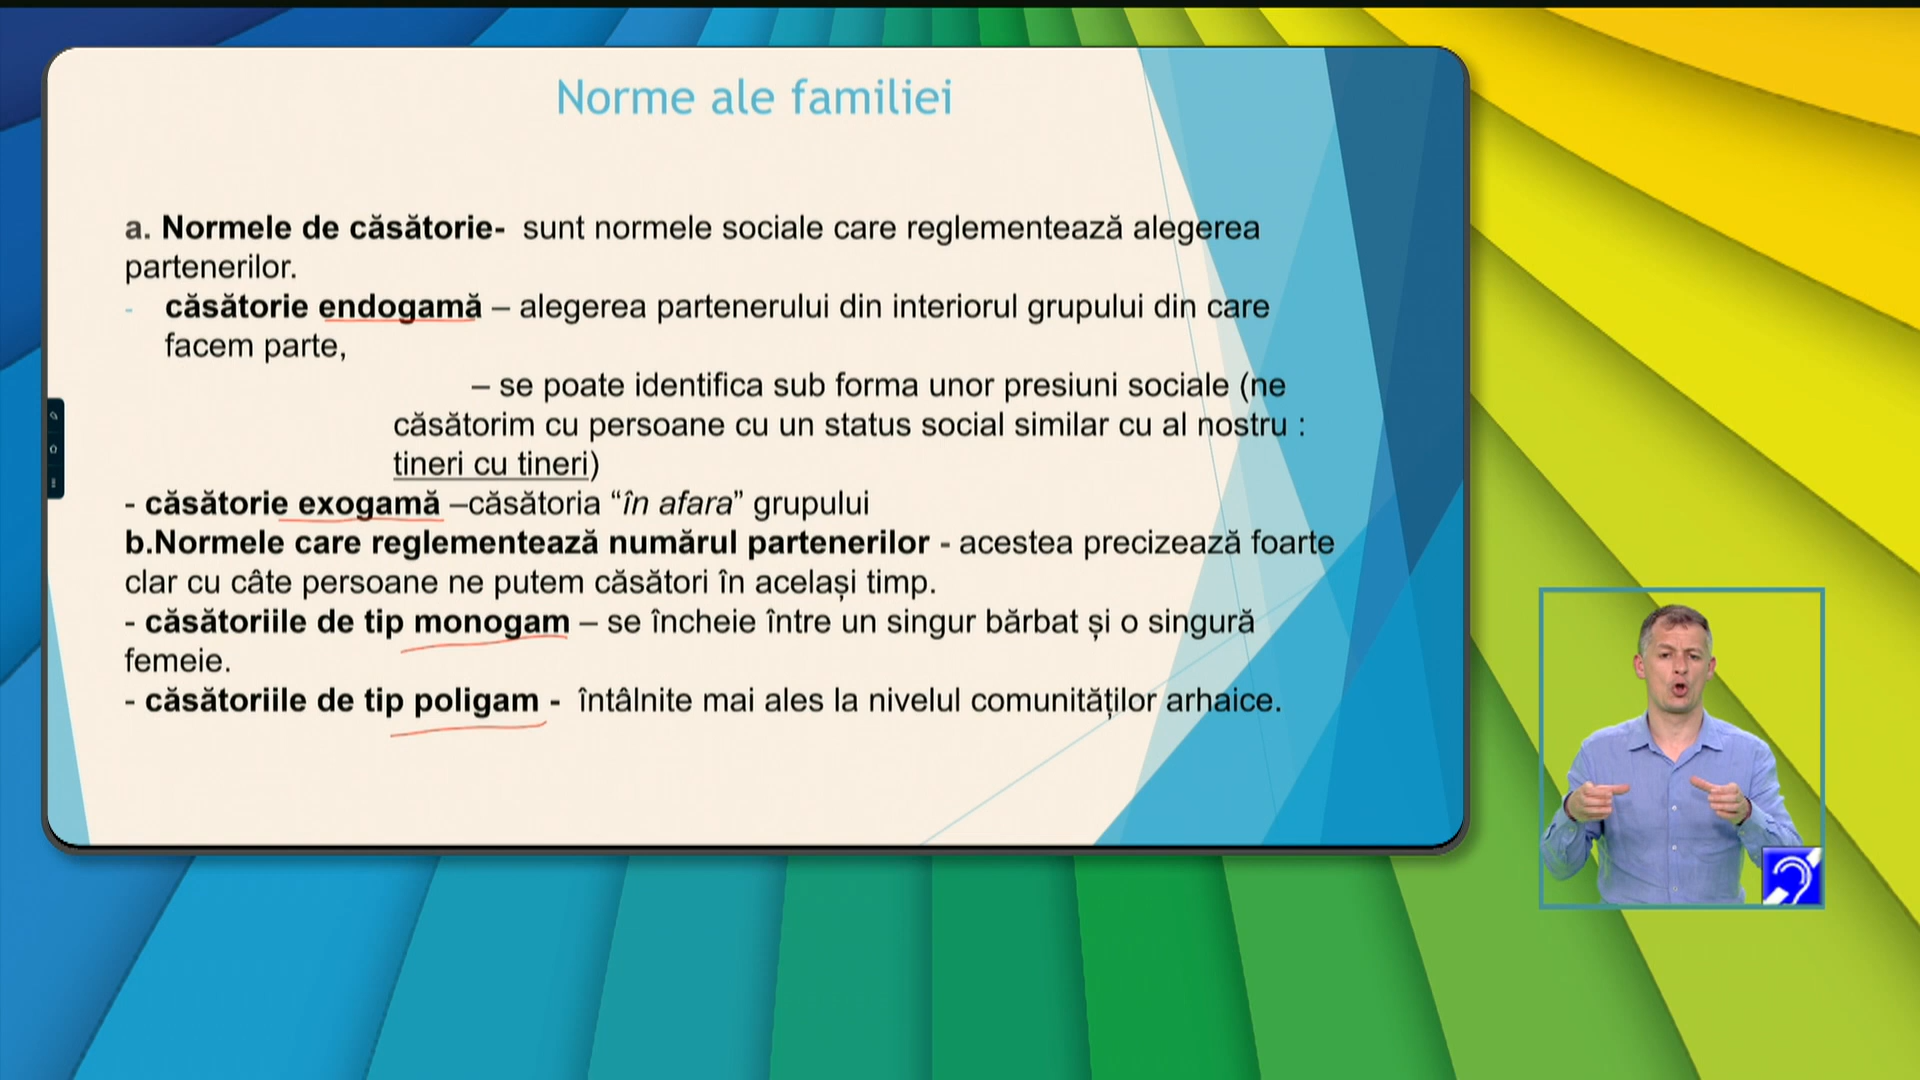 Norme ale familiei
a. Normele de căsătorie- sunt normele sociale care reglementează alegerea
partenerilor.
- căsătorie endogamă – alegerea partenerului din interiorul grupului din care
facem parte,
– se poate identifica sub forma unor presiuni sociale (ne
căsătorim cu persoane cu un status social similar cu al nostru :
tineri cu tineri)
- căsătorie exogamă –căsătoria “în afara” grupului
b.Normele care reglementează numărul partenerilor - acestea precizează foarte
clar cu câte persoane ne putem căsători în același timp.
- căsătoriile de tip monogam – se încheie între un singur bărbat și o singură
femeie.
- căsătoriile de tip poligam - întâlnite mai ales la nivelul comunităților arhaice.